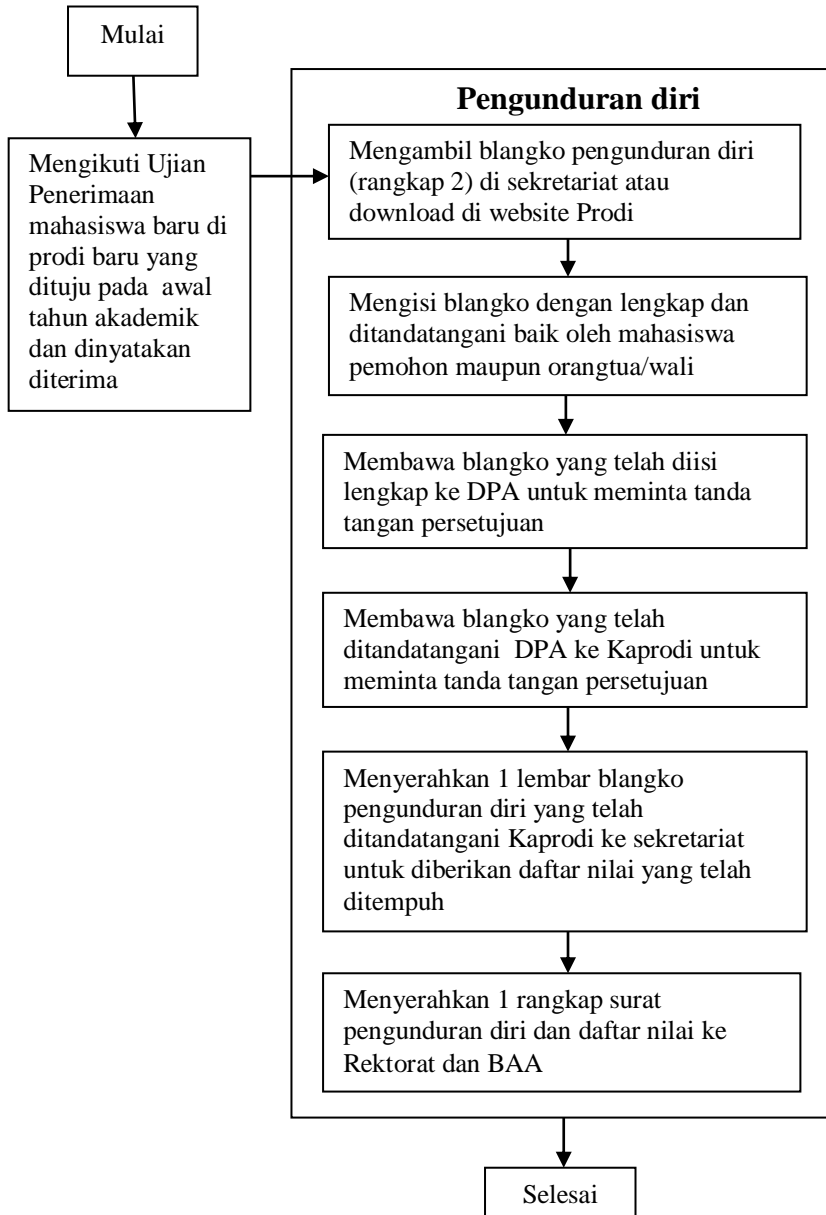 Mulai
Mengikuti Ujian
Penerimaan
mahasiswa baru di
prodi baru yang
dituju pada awal
tahun akademik
dan dinyatakan
diterima
Pengunduran diri
Mengambil blangko pengunduran diri
(rangkap 2) di sekretariat atau
download di website Prodi
Mengisi blangko dengan lengkap dan
ditandatangani baik oleh mahasiswa
pemohon maupun orangtua/wali
Membawa blangko yang telah diisi
lengkap ke DPA untuk meminta tanda
tangan persetujuan
Membawa blangko yang telah
ditandatangani DPA ke Kaprodi untuk
meminta tanda tangan persetujuan
Menyerahkan 1 lembar blangko
pengunduran diri yang telah
ditandatangani Kaprodi ke sekretariat
untuk diberikan daftar nilai yang telah
ditempuh
Menyerahkan 1 rangkap surat
pengunduran diri dan daftar nilai ke
Rektorat dan BAA
Selesai